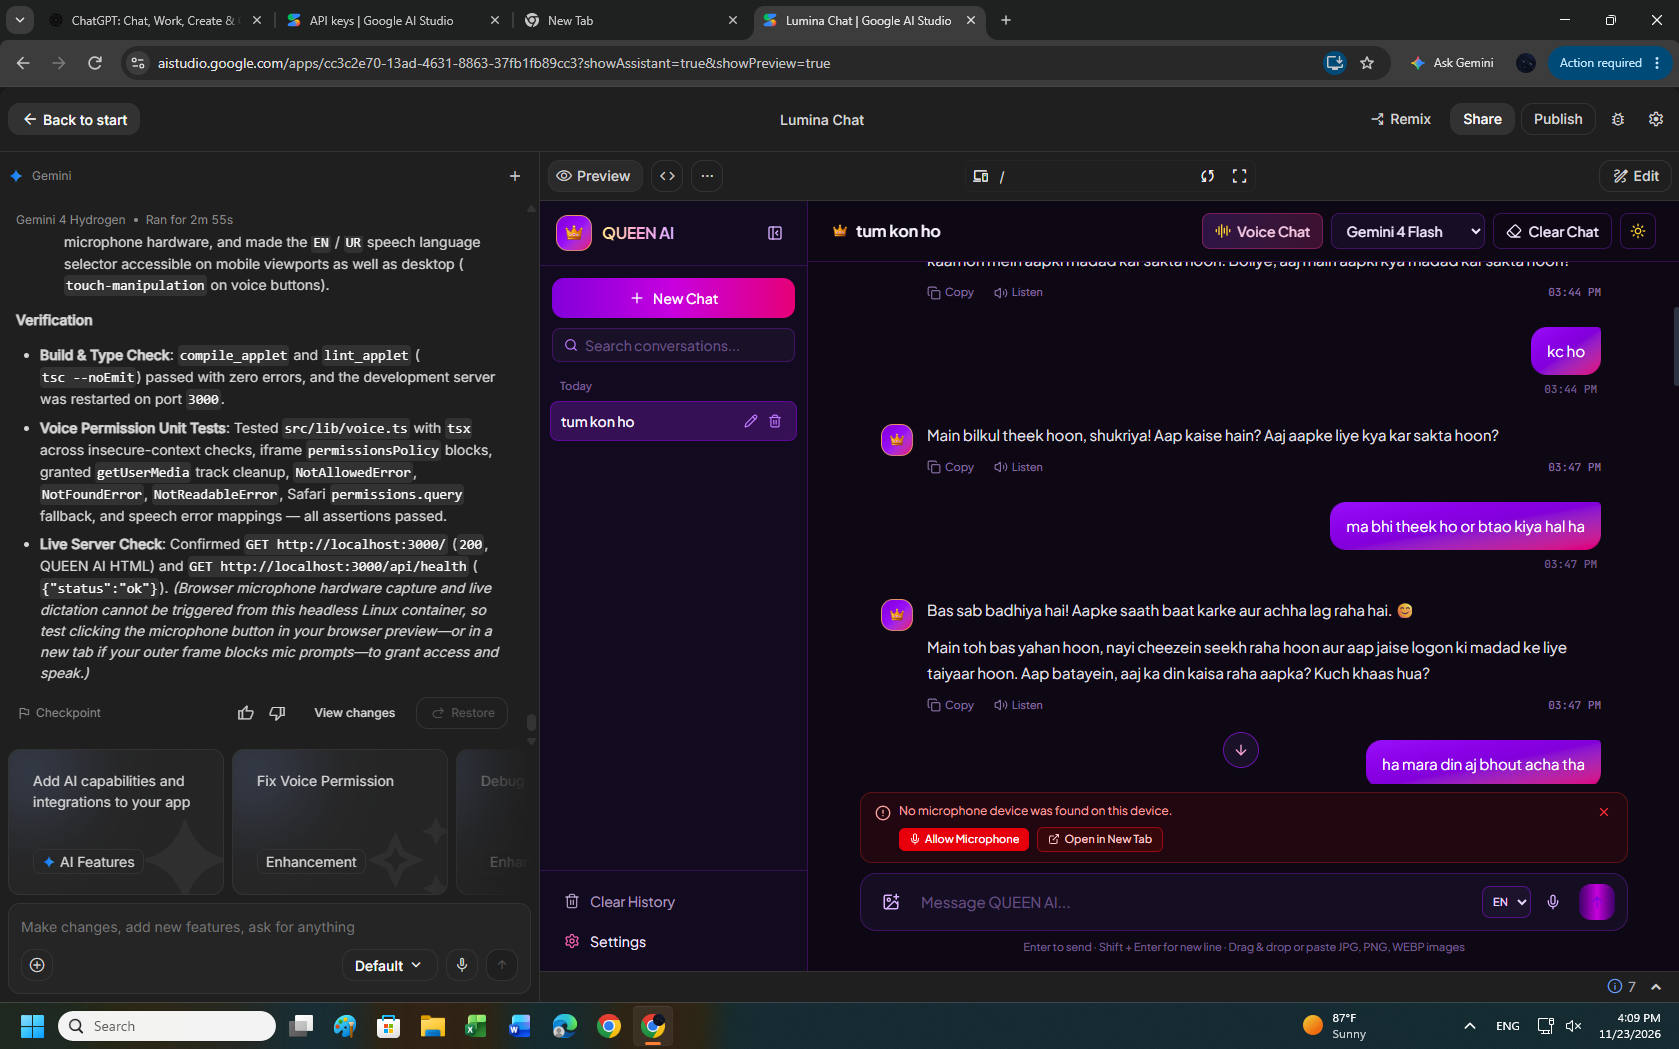 ChatGPT: Chat, Work, Create &
API keys | Google AI Studio
New Tab
Lumina Chat | Google AI Studio
aistudio.google.com/apps/cc3c2e70-13ad-4631-8863-37fb1fb89cc3?showAssistant=true&showPreview=true
Ask Gemini
Action required
Back to start
Lumina Chat
Remix
Share
Publish
Gemini
Preview
/
Edit
Gemini 4 Hydrogen • Ran for 2m 55s
microphone hardware, and made the EN / UR speech language
selector accessible on mobile viewports as well as desktop (
touch-manipulation on voice buttons).
Verification
• Build & Type Check: compile_applet and lint_applet (
tsc --noEmit) passed with zero errors, and the development server
was restarted on port 3000.
• Voice Permission Unit Tests: Tested src/lib/voice.ts with tsx
across insecure-context checks, iframe permissionsPolicy blocks,
granted getUserMedia track cleanup, NotAllowedError,
NotFoundError, NotReadableError, Safari permissions.query
fallback, and speech error mappings — all assertions passed.
• Live Server Check: Confirmed GET http://localhost:3000/ (200,
QUEEN AI HTML) and GET http://localhost:3000/api/health (
{"status":"ok"}). (Browser microphone hardware capture and live
dictation cannot be triggered from this headless Linux container, so
test clicking the microphone button in your browser preview—or in a
new tab if your outer frame blocks mic prompts—to grant access and
speak.)
Checkpoint
View changes
Restore
Add AI capabilities and
integrations to your app
AI Features
Fix Voice Permission
Enhancement
Debug
Enhan
Make changes, add new features, ask for anything
Default
QUEEN AI
New Chat
Search conversations...
Today
tum kon ho
Clear History
Settings
tum kon ho
Voice Chat
Gemini 4 Flash
Clear Chat
kaamon mein aapki madad kar sakta hoon. Boliye, aaj main aapki kya madad kar sakta hoon?
Copy
Listen
03:44 PM
kc ho
03:44 PM
Main bilkul theek hoon, shukriya! Aap kaise hain? Aaj aapke liye kya kar sakta hoon?
Copy
Listen
03:47 PM
ma bhi theek ho or btao kiya hal ha
03:47 PM
Bas sab badhiya hai! Aapke saath baat karke aur achha lag raha hai. 😊
Main toh bas yahan hoon, nayi cheezein seekh raha hoon aur aap jaise logon ki madad ke liye
taiyaar hoon. Aap batayein, aaj ka din kaisa raha aapka? Kuch khaas hua?
Copy
Listen
03:47 PM
ha mara din aj bhout acha tha
No microphone device was found on this device.
Allow Microphone
Open in New Tab
Message QUEEN AI...
EN
Enter to send · Shift + Enter for new line · Drag & drop or paste JPG, PNG, WEBP images
7
Search
87°F
Sunny
ENG
4:09 PM
11/23/2026